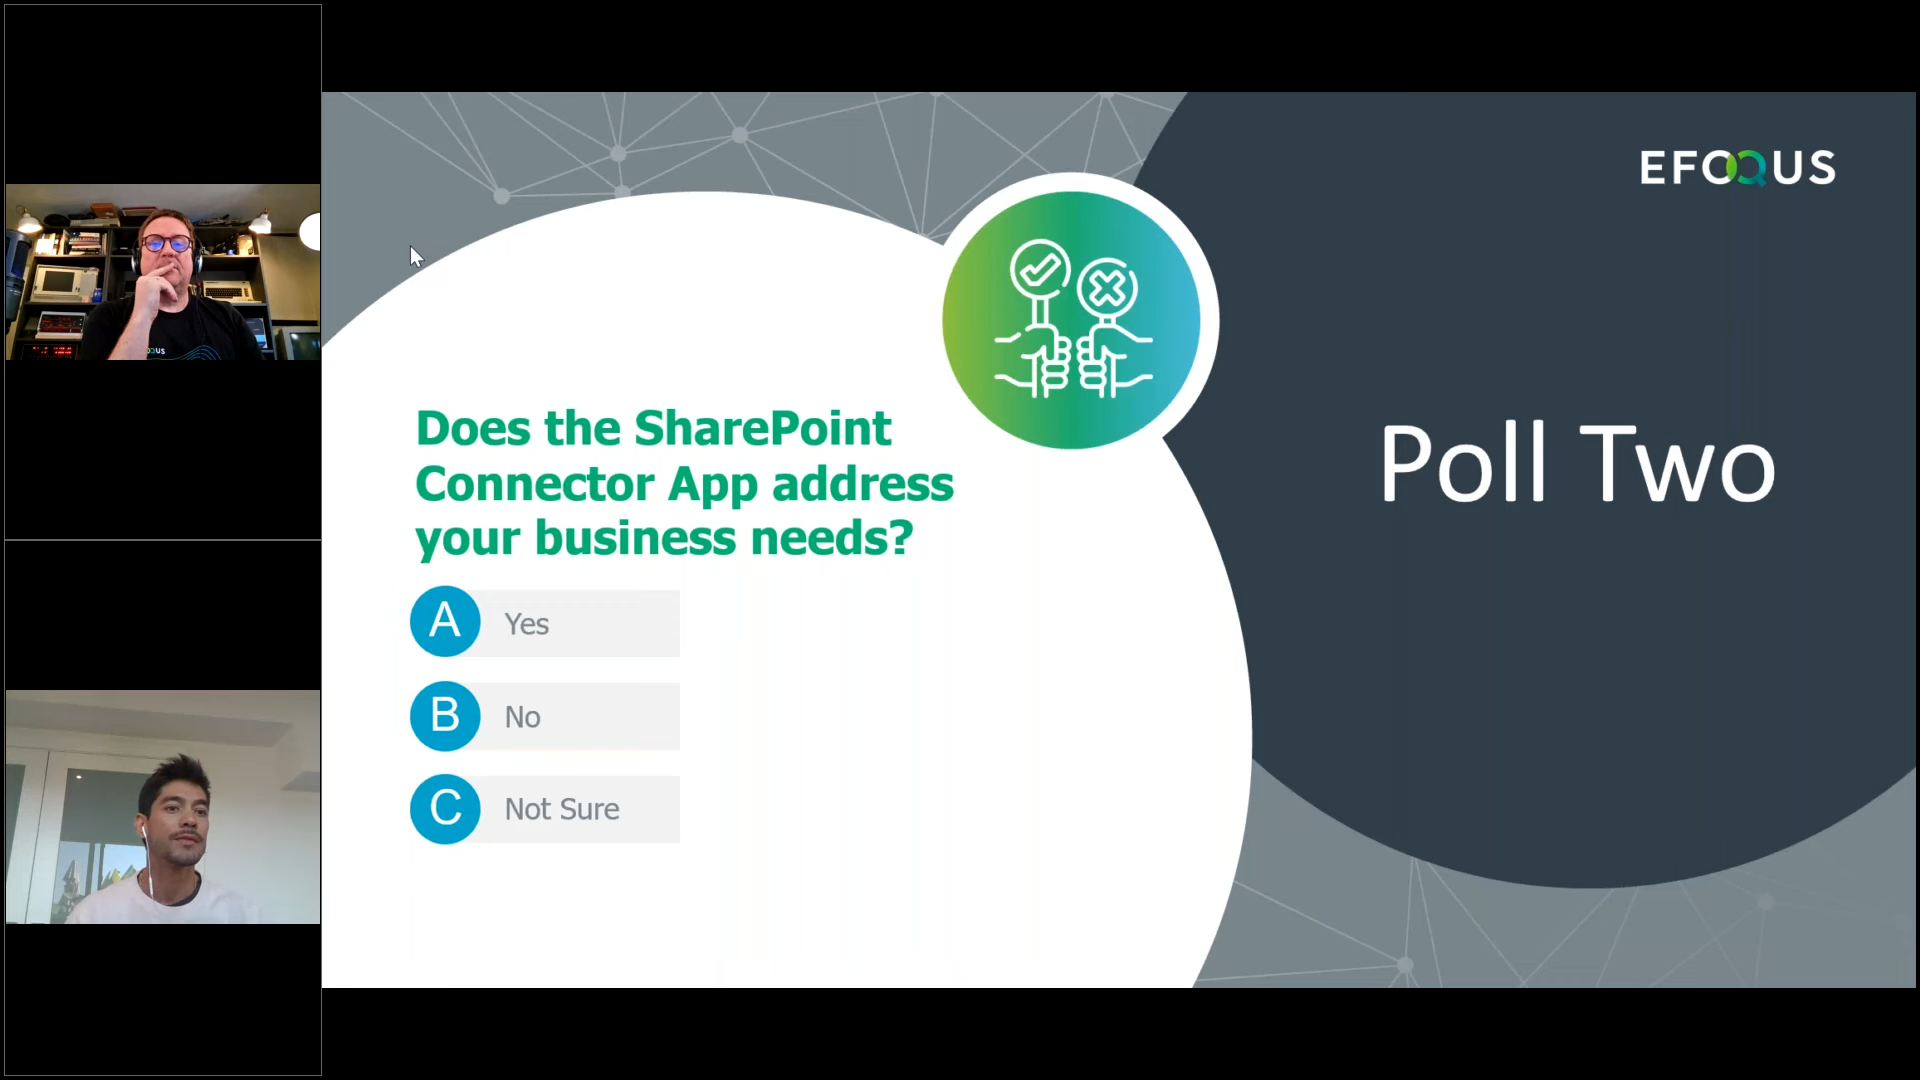 EFOQUS
Poll Two
Does the SharePoint
Connector App address
your business needs?
A Yes
B No
C Not Sure